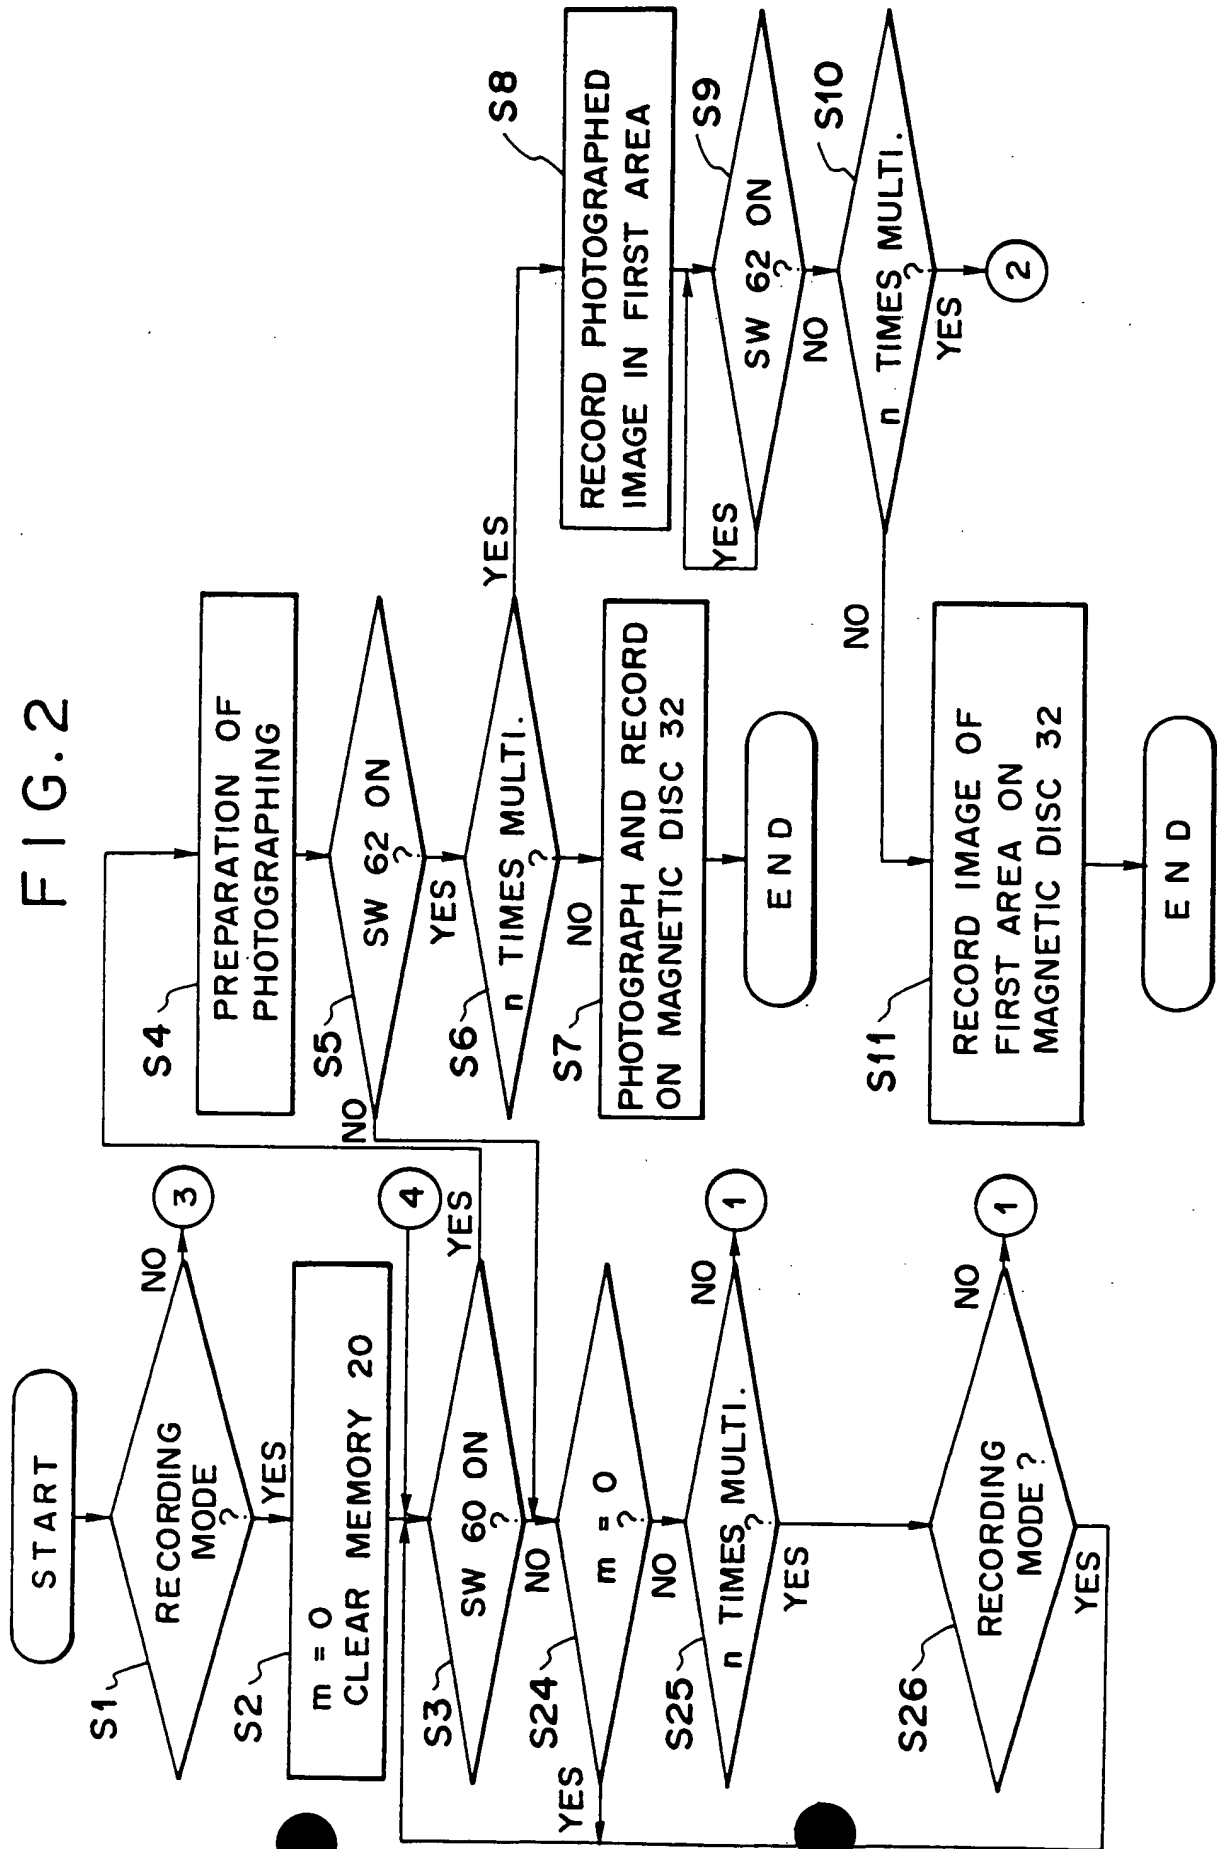 FIG.2
START
S1
RECORDING
MODE
?
NO
3
YES
S2
m = 0
CLEAR MEMORY 20
4
S3
SW 60 ON
?
YES
NO
S24
m = 0
?
YES
NO
S25
n TIMES MULTI.
?
NO
1
YES
S26
RECORDING
MODE ?
NO
1
YES
S4
PREPARATION OF
PHOTOGRAPHING
S5
SW 62 ON
?
NO
YES
S6
n TIMES MULTI.
?
YES
NO
S7
PHOTOGRAPH AND RECORD
ON MAGNETIC DISC 32
END
S8
RECORD PHOTOGRAPHED
IMAGE IN FIRST AREA
S9
SW 62 ON
?
YES
NO
S10
n TIMES MULTI.
?
NO
YES
2
S11
RECORD IMAGE OF
FIRST AREA ON
MAGNETIC DISC 32
END